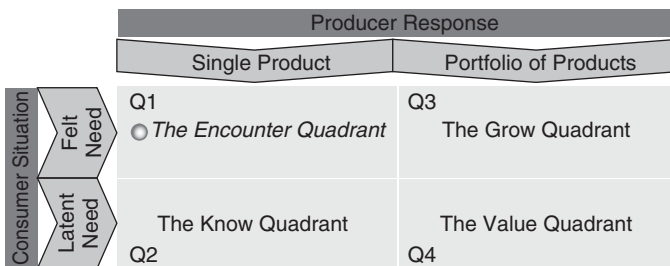 Producer Response
Single Product
Portfolio of Products
Consumer Situation
Felt
Need
Q1
The Encounter Quadrant
Q3
The Grow Quadrant
Latent
Need
The Know Quadrant
Q2
The Value Quadrant
Q4